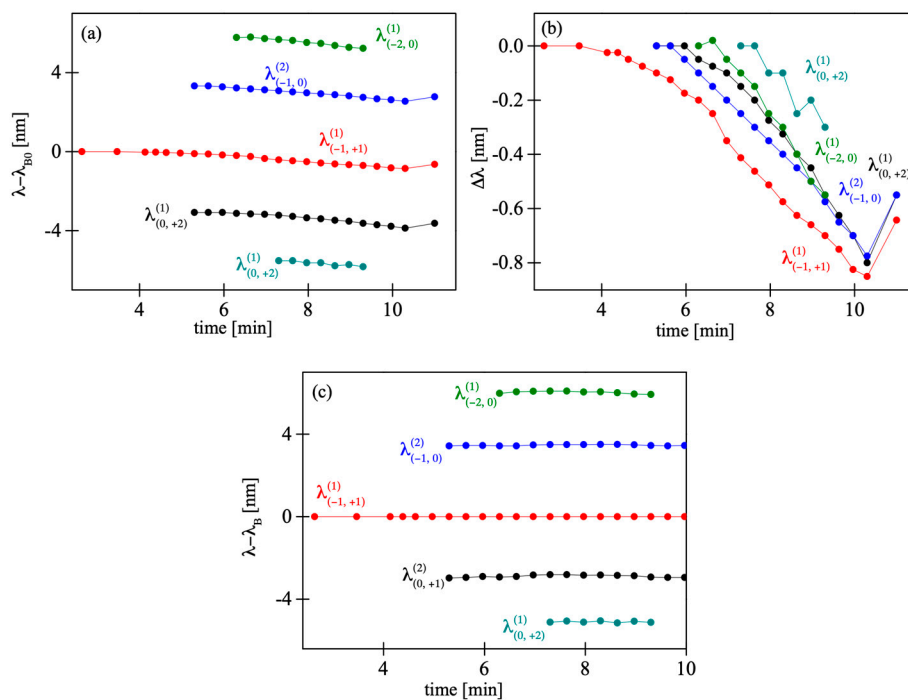 (a)
λ(-2, 0)^(1)
λ(-1, 0)^(2)
λ(-1, +1)^(1)
λ(0, +2)^(1)
λ(0, +2)^(1)
4
0
-4
λ–λB0 [nm]
4
6
8
10
time [min]
(b)
0.0
-0.2
-0.4
-0.6
-0.8
Δλ [nm]
λ(0, +2)^(1)
λ(-2, 0)^(1)
λ(-1, 0)^(2)
λ(0, +2)^(1)
λ(-1, +1)^(1)
4
6
8
10
time [min]
(c)
λ(-2, 0)^(1)
λ(-1, 0)^(2)
λ(-1, +1)^(1)
λ(0, +1)^(2)
λ(0, +2)^(1)
4
0
-4
λ–λB [nm]
4
6
8
10
time [min]